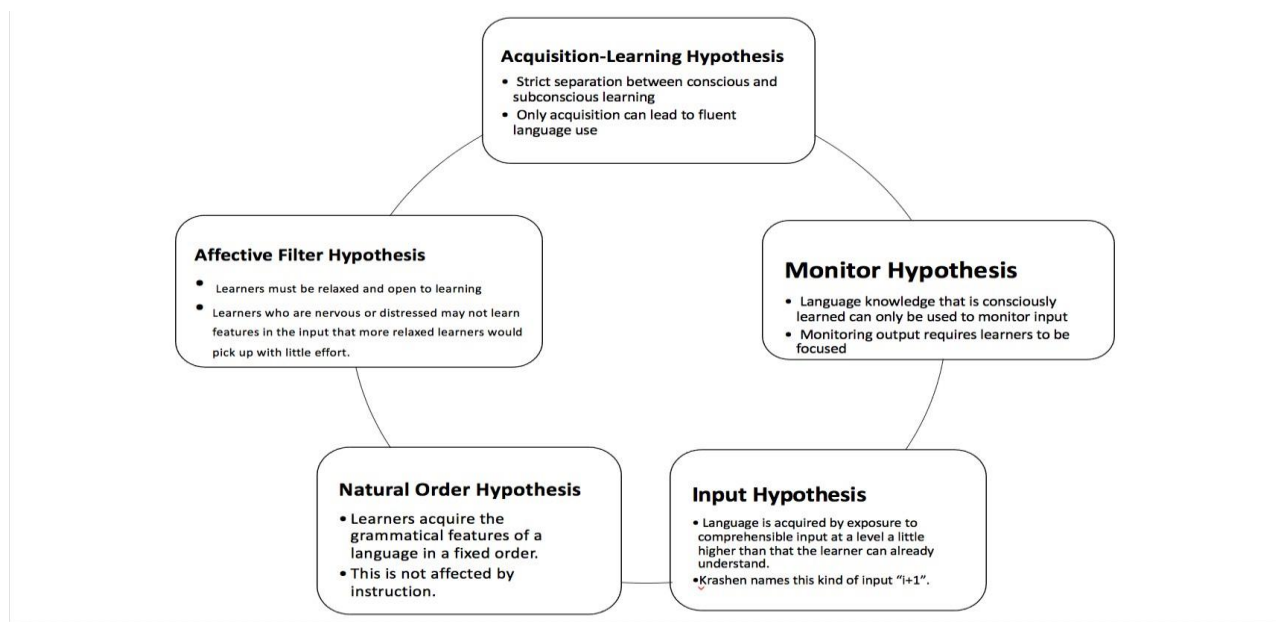 Acquisition-Learning Hypothesis
• Strict separation between conscious and
subconscious learning
• Only acquisition can lead to fluent
language use
Affective Filter Hypothesis
• Learners must be relaxed and open to learning
• Learners who are nervous or distressed may not learn
features in the input that more relaxed learners would
pick up with little effort.
Monitor Hypothesis
• Language knowledge that is consciously
learned can only be used to monitor input
• Monitoring output requires learners to be
focused
Natural Order Hypothesis
• Learners acquire the
grammatical features of a
language in a fixed order.
• This is not affected by
instruction.
Input Hypothesis
• Language is acquired by exposure to
comprehensible input at a level a little
higher than that the learner can already
understand.
•Krashen names this kind of input “i+1”.